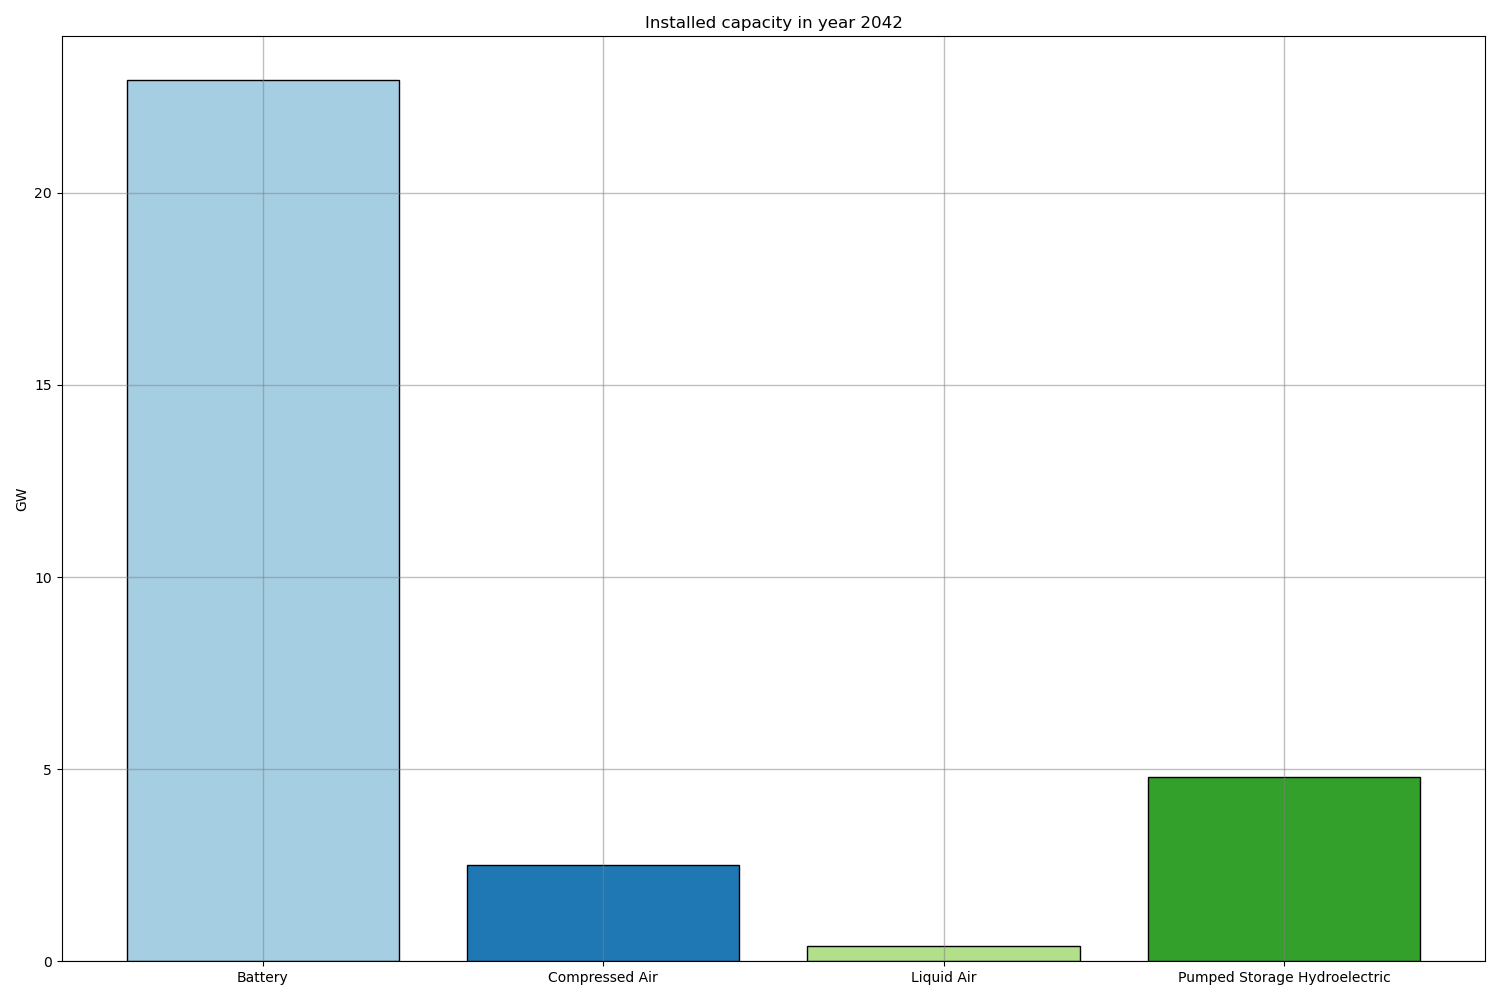 Installed capacity in year 2042
GW
20
15
10
5
0
Battery
Compressed Air
Liquid Air
Pumped Storage Hydroelectric